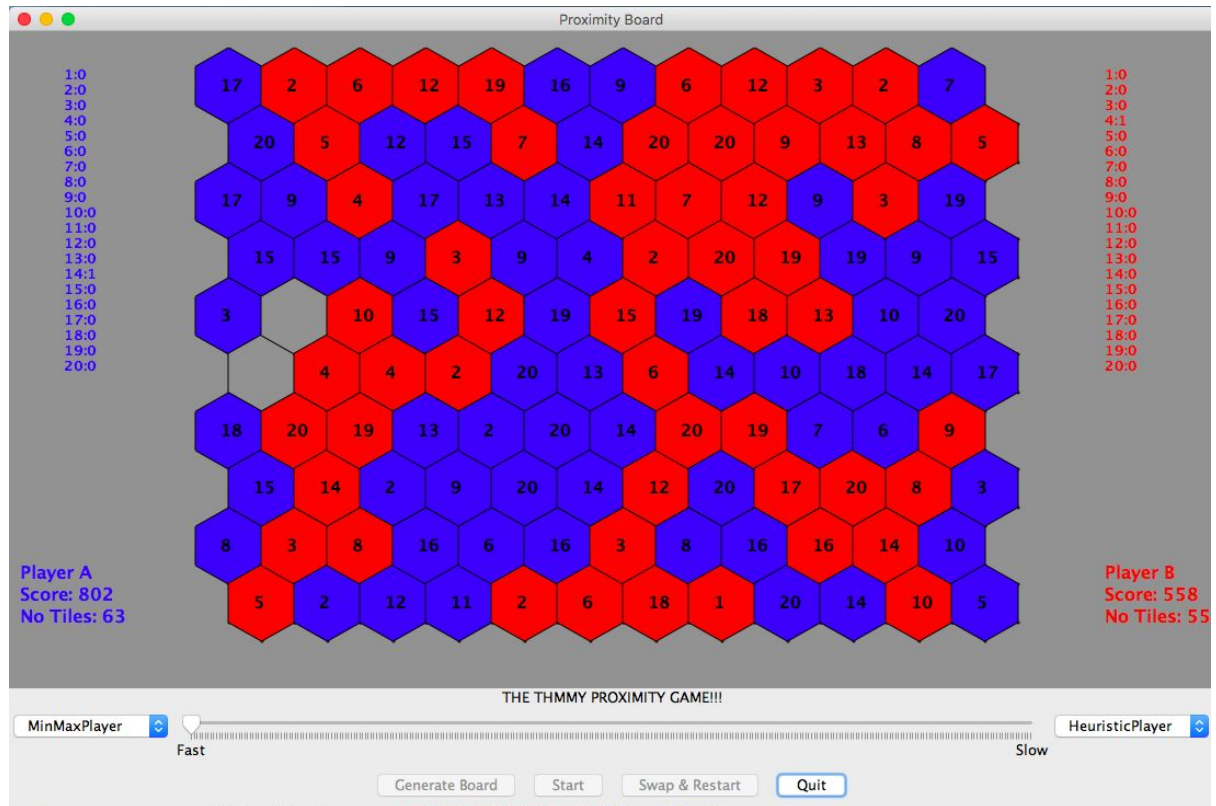 Proximity Board
1:0
2:0
3:0
4:0
5:0
6:0
7:0
8:0
9:0
10:0
11:0
12:0
13:0
14:1
15:0
16:0
17:0
18:0
19:0
20:0
Player A
Score: 802
No Tiles: 63
17 2 6 12 19 16 9 6 12 3 2 7
20 5 12 15 7 14 20 20 9 13 8 5
17 9 4 17 13 14 11 7 12 9 3 19
15 15 9 3 9 4 2 20 19 19 9 15
3 10 15 12 19 15 19 18 13 10 20
4 4 2 20 13 6 14 10 18 14 17
18 20 19 13 2 20 14 20 19 7 6 9
15 14 2 9 20 14 12 20 17 20 8 3
8 3 8 16 6 16 3 8 16 16 14 10
5 2 12 11 2 6 18 1 20 14 10 5
1:0
2:0
3:0
4:1
5:0
6:0
7:0
8:0
9:0
10:0
11:0
12:0
13:0
14:0
15:0
16:0
17:0
18:0
19:0
20:0
Player B
Score: 558
No Tiles: 55
THE THMMY PROXIMITY GAME!!!
MinMaxPlayer
Fast
Slow
HeuristicPlayer
Generate Board
Start
Swap & Restart
Quit